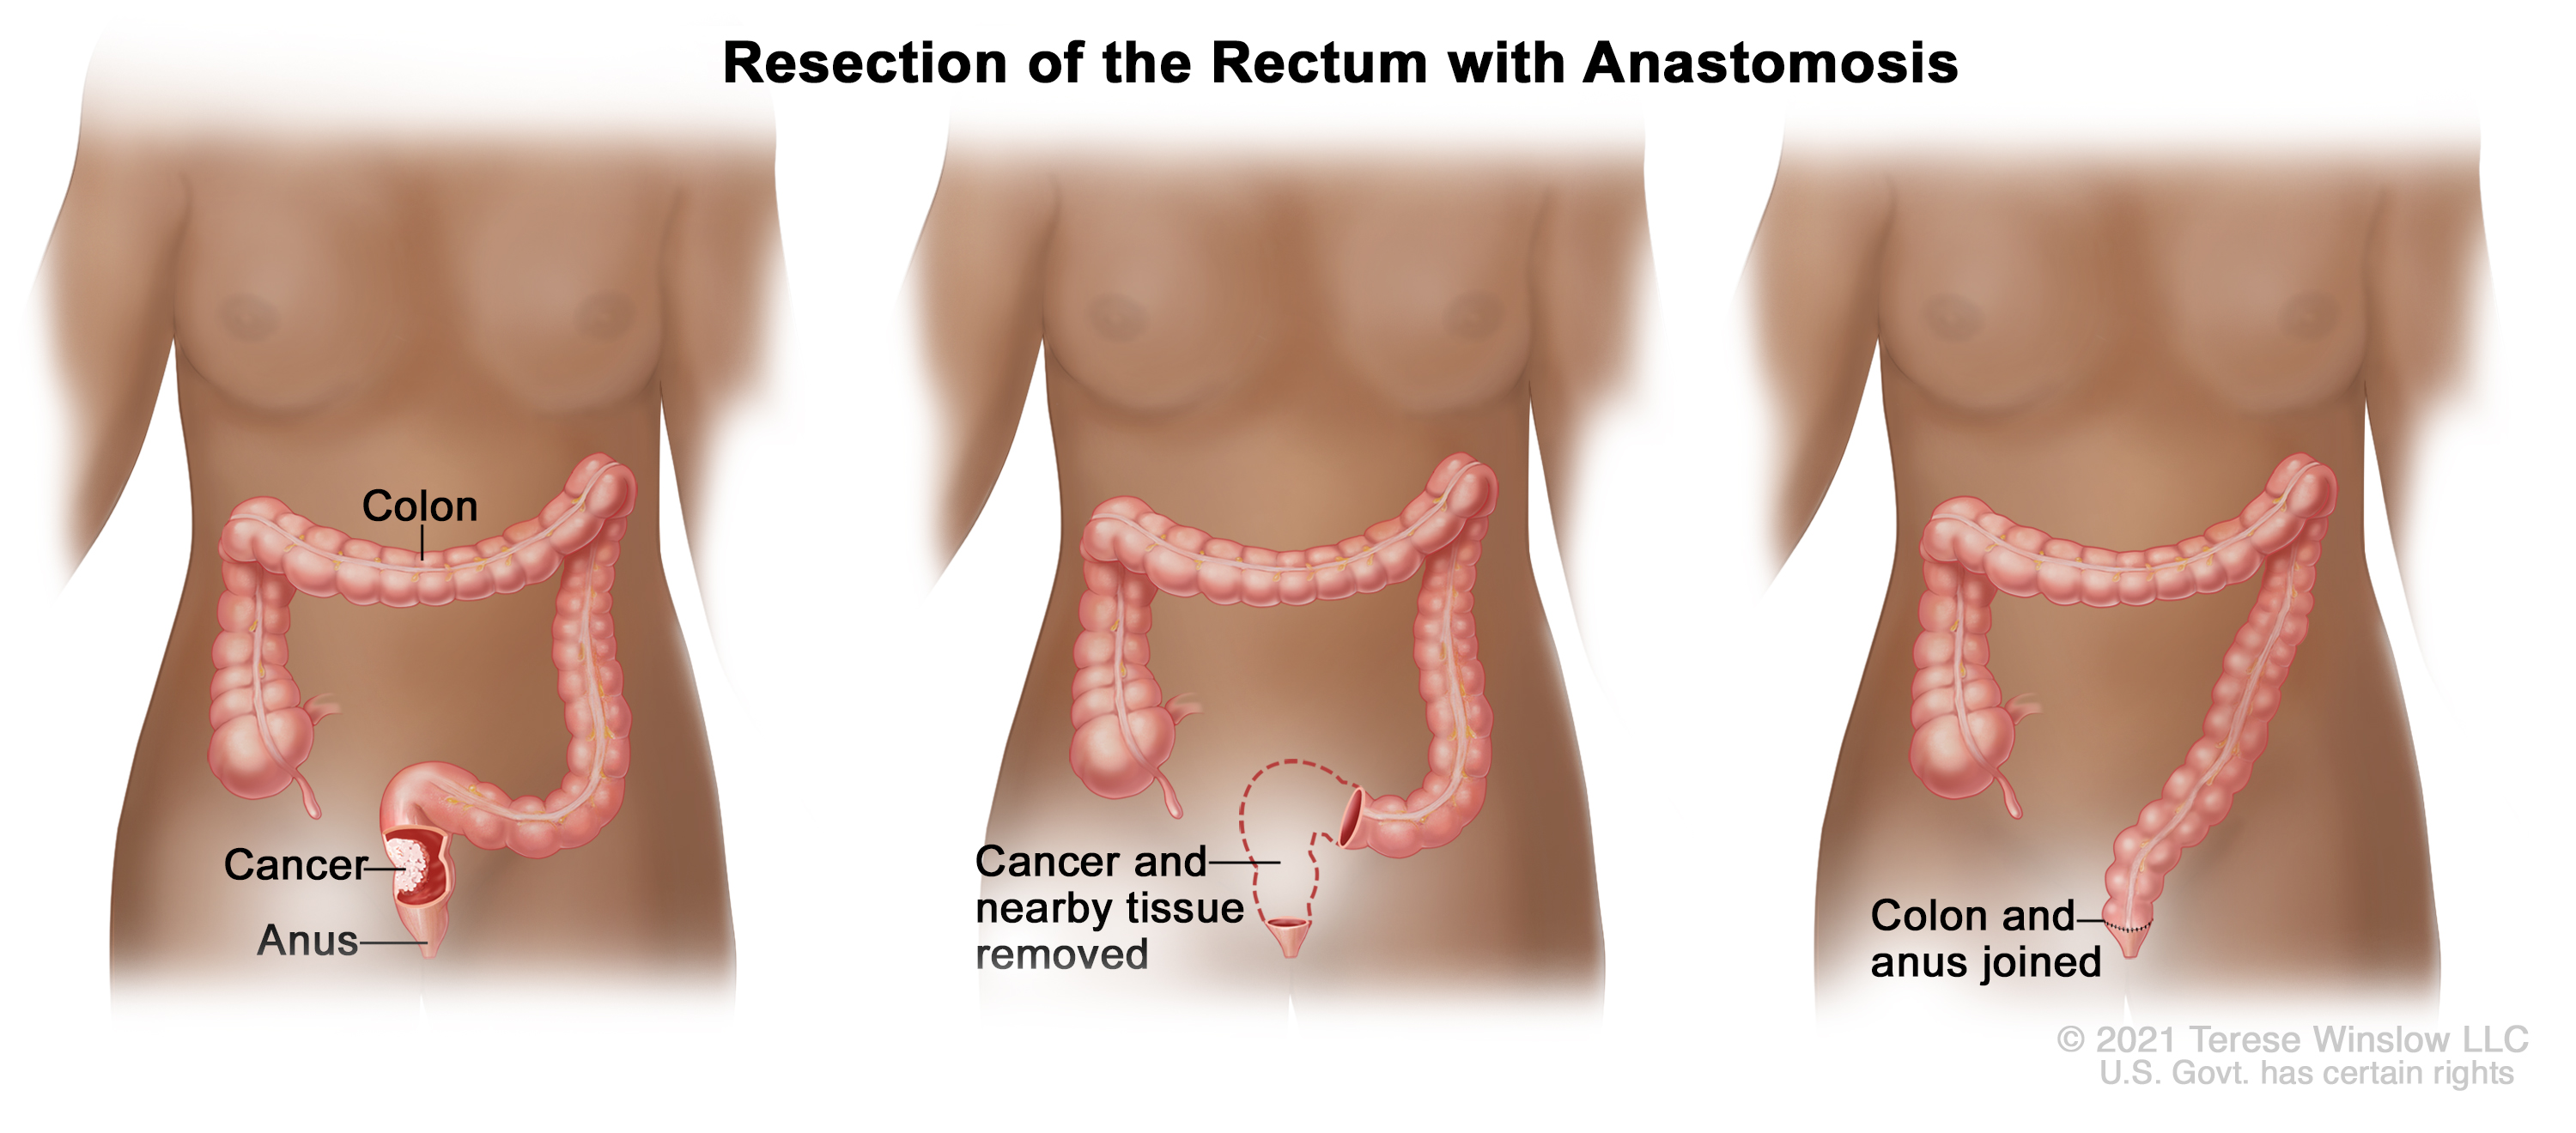 Resection of the Rectum with Anastomosis
Colon
Cancer
Anus
Cancer and
nearby tissue
removed
Colon and
anus joined
© 2021 Terese Winslow LLC
U.S. Govt. has certain rights